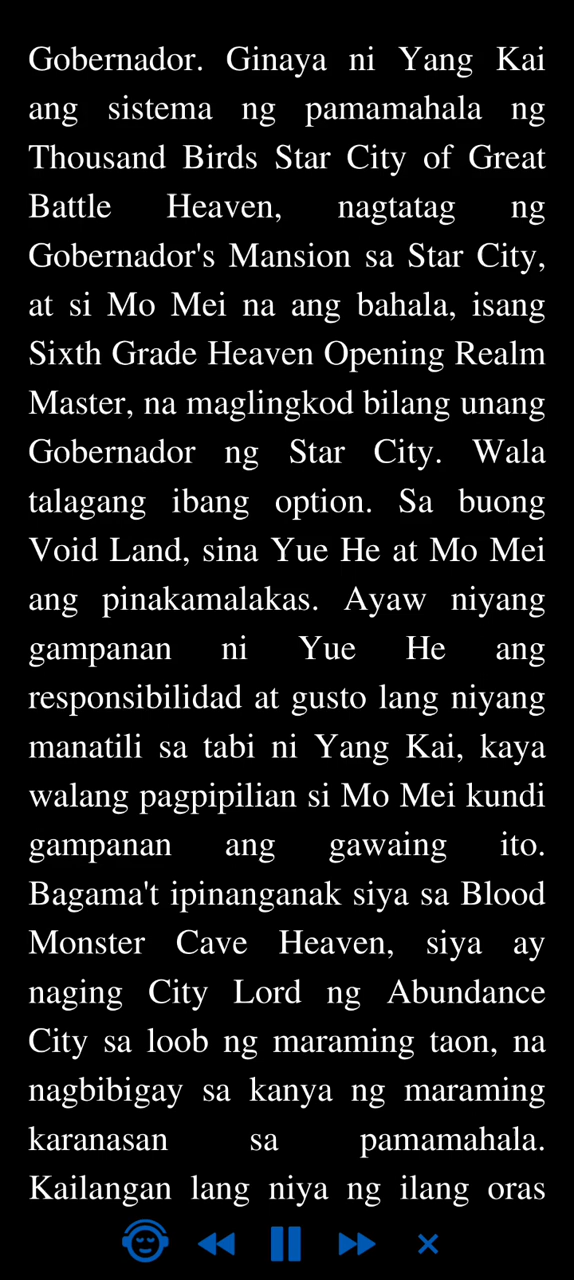 Gobernador. Ginaya ni Yang Kai
ang sistema ng pamamahala ng
Thousand Birds Star City of Great
Battle Heaven, nagtatag ng
Gobernador's Mansion sa Star City,
at si Mo Mei na ang bahala, isang
Sixth Grade Heaven Opening Realm
Master, na maglingkod bilang unang
Gobernador ng Star City. Wala
talagang ibang option. Sa buong
Void Land, sina Yue He at Mo Mei
ang pinakamalakas. Ayaw niyang
gampanan ni Yue He ang
responsibilidad at gusto lang niyang
manatili sa tabi ni Yang Kai, kaya
walang pagpipilian si Mo Mei kundi
gampanan ang gawaing ito.
Bagama't ipinanganak siya sa Blood
Monster Cave Heaven, siya ay
naging City Lord ng Abundance
City sa loob ng maraming taon, na
nagbibigay sa kanya ng maraming
karanasan sa pamamahala.
Kailangan lang niya ng ilang oras